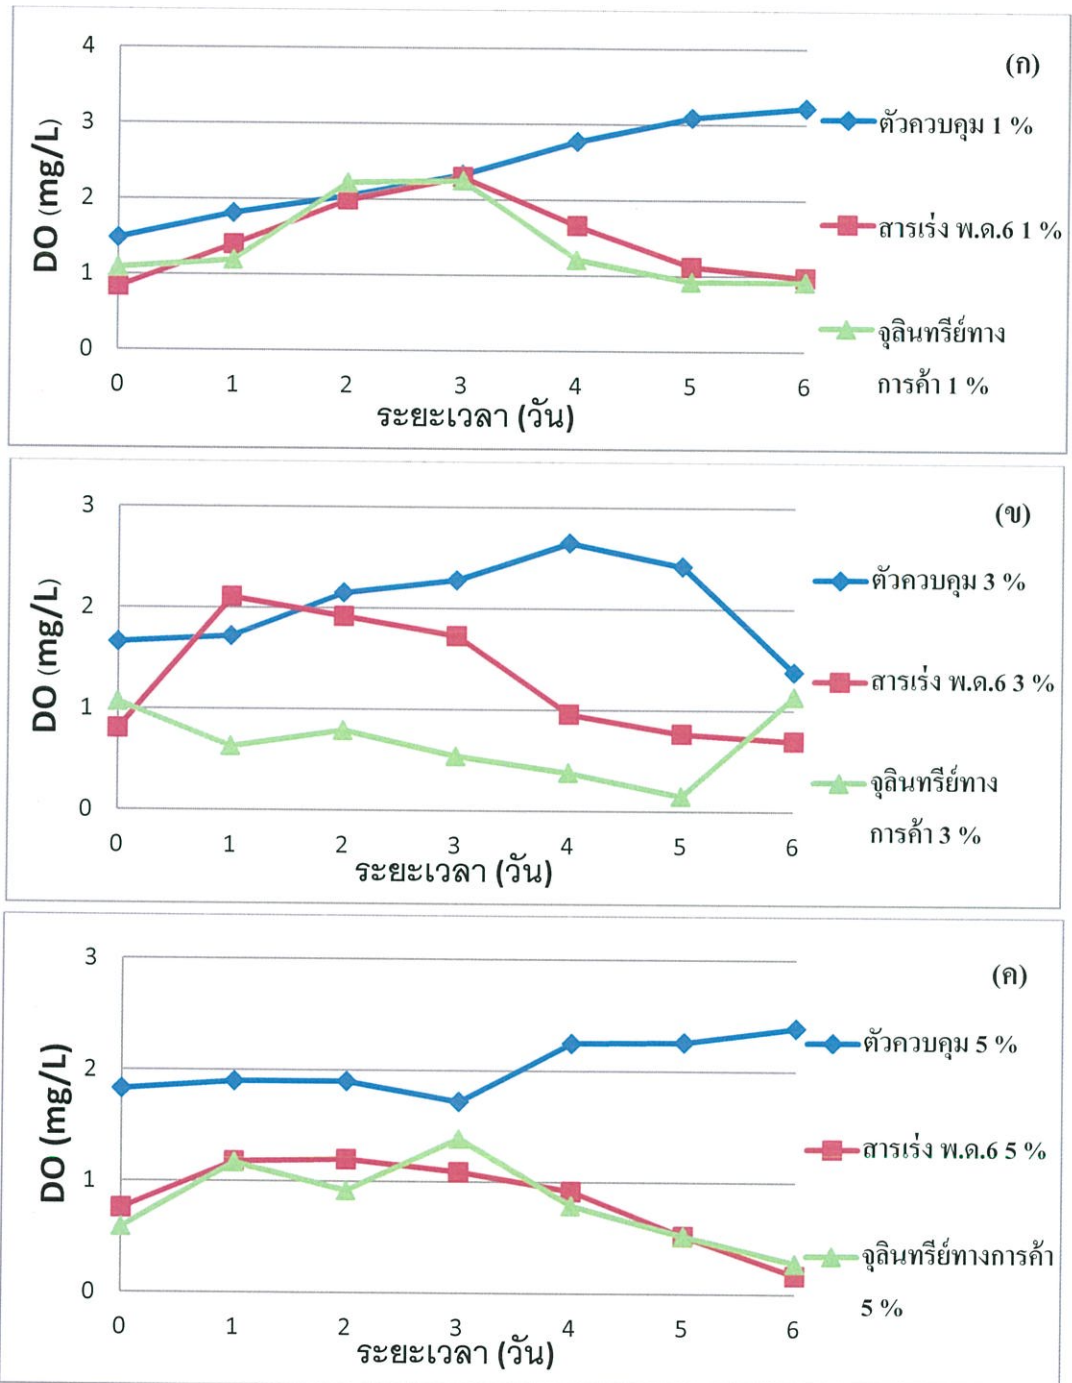 (ก)
DO (mg/L)
4
3
2
1
0
0 1 2 3 4 5 6
ระยะเวลา (วัน)
ตัวควบคุม 1 %
สารเร่ง พ.ด.6 1 %
จุลินทรีย์ทาง
การค้า 1 %
(ข)
DO (mg/L)
3
2
1
0
0 1 2 3 4 5 6
ระยะเวลา (วัน)
ตัวควบคุม 3 %
สารเร่ง พ.ด.6 3 %
จุลินทรีย์ทาง
การค้า 3 %
(ค)
DO (mg/L)
3
2
1
0
0 1 2 3 4 5 6
ระยะเวลา (วัน)
ตัวควบคุม 5 %
สารเร่ง พ.ด.6 5 %
จุลินทรีย์ทางการค้า
5 %